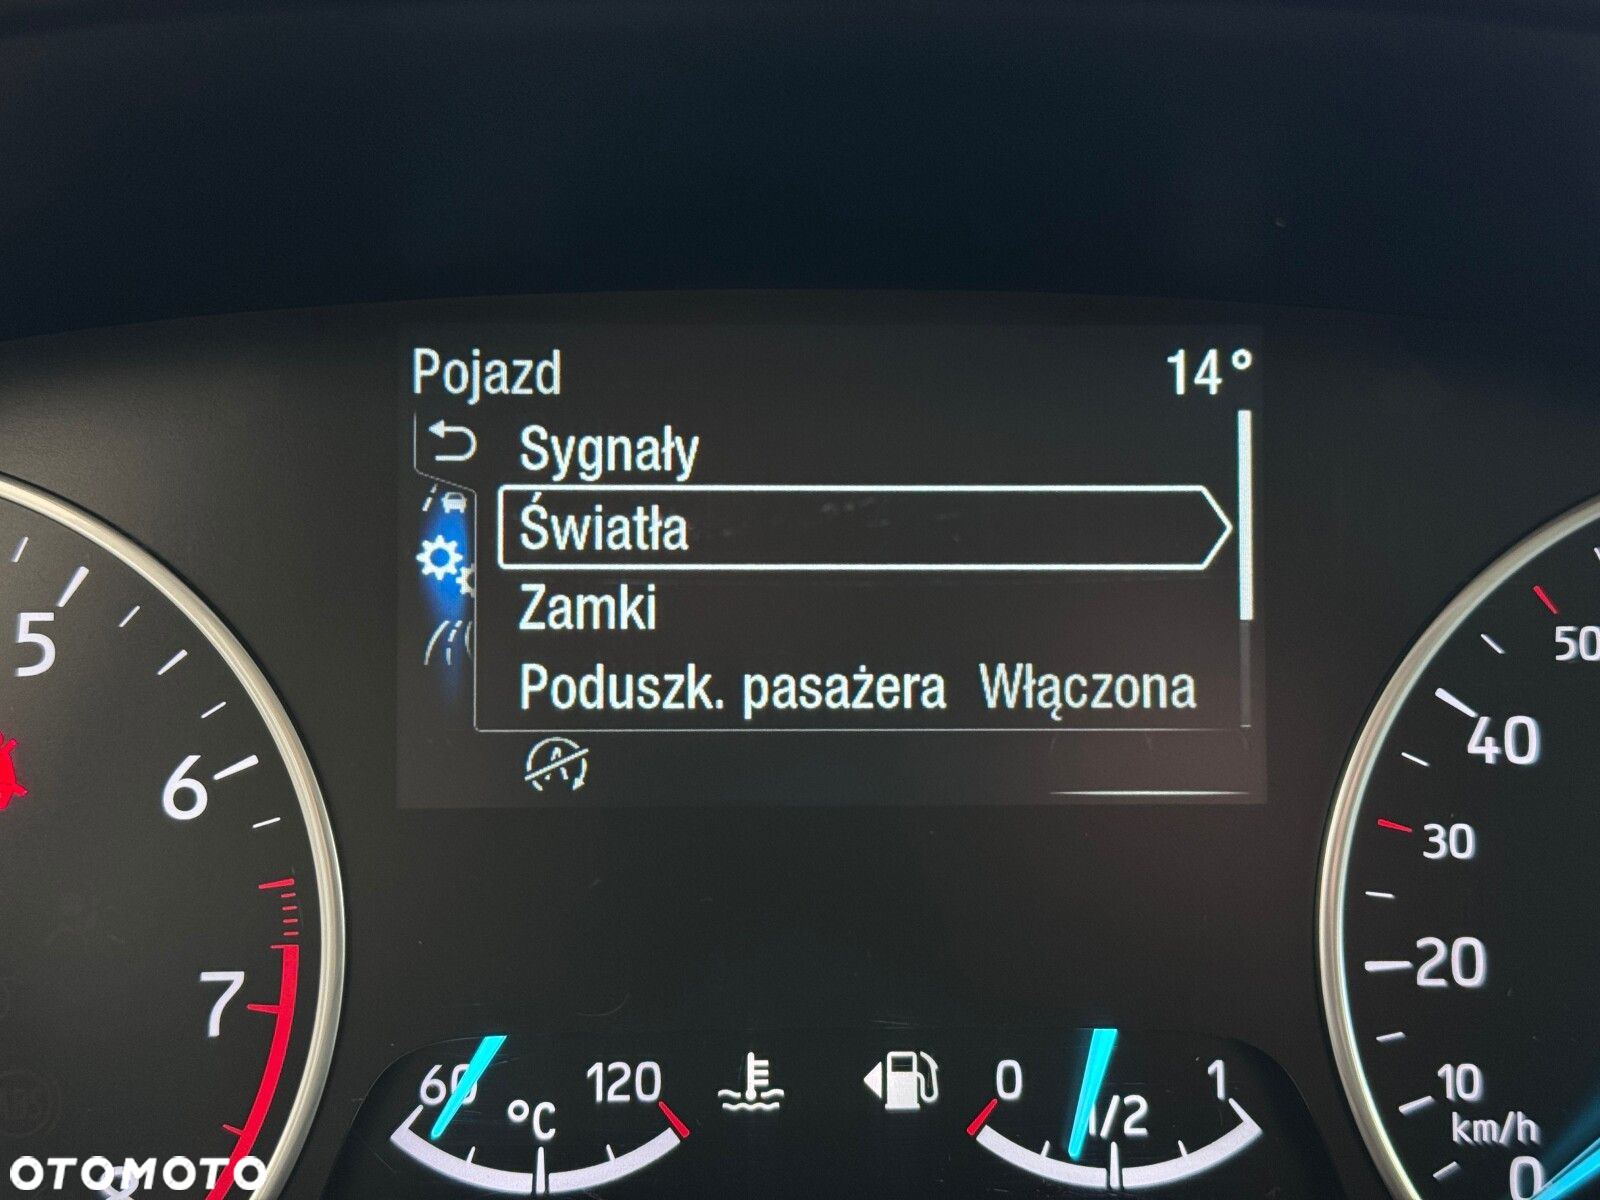 Pojazd 14°
Sygnały
Światła
Zamki
Poduszk. pasażera Włączona
5
6
7
8
50
40
30
20
10
km/h
0
60 120
°C
0 1/2 1
OTOMOTO